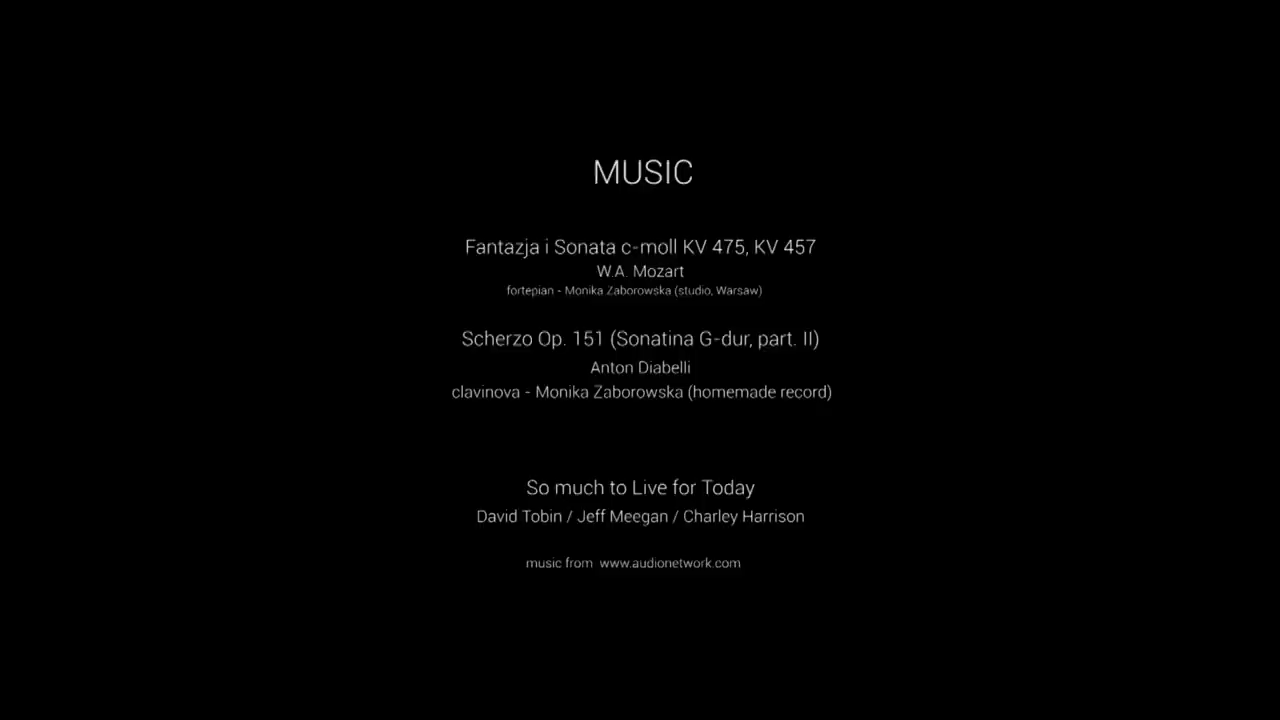 MUSIC
Fantazja i Sonata c-moll KV 475, KV 457
W.A. Mozart
fortepian - Monika Zaborowska (studio, Warsaw)
Scherzo Op. 151 (Sonatina G-dur, part. II)
Anton Diabelli
clavinova - Monika Zaborowska (homemade record)
So much to Live for Today
David Tobin / Jeff Meegan / Charley Harrison
music from www.audionetwork.com